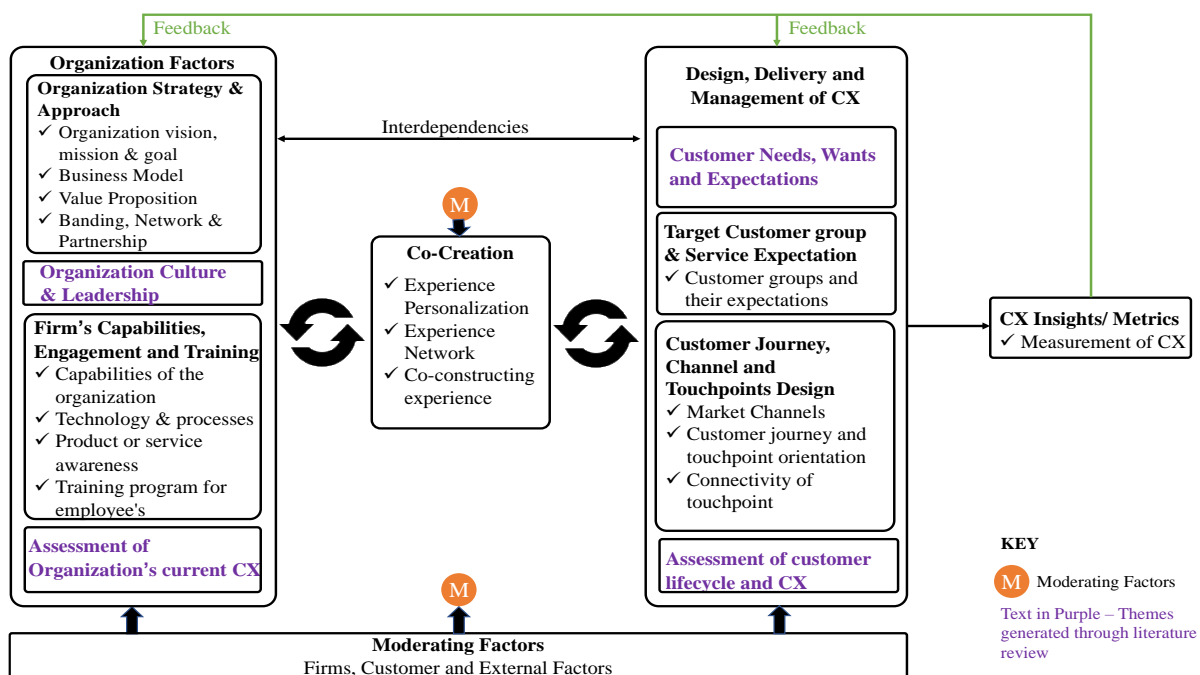 Feedback
Feedback
Organization Factors
Organization Strategy &
Approach
✓ Organization vision,
mission & goal
✓ Business Model
✓ Value Proposition
✓ Banding, Network &
Partnership
Organization Culture
& Leadership
Firm's Capabilities,
Engagement and Training
✓ Capabilities of the
organization
✓ Technology & processes
✓ Product or service
awareness
✓ Training program for
employee's
Assessment of
Organization's current CX
Interdependencies
M
Co-Creation
✓ Experience
Personalization
✓ Experience
Network
✓ Co-constructing
experience
M
Design, Delivery and
Management of CX
Customer Needs, Wants
and Expectations
Target Customer group
& Service Expectation
✓ Customer groups and
their expectations
Customer Journey,
Channel and
Touchpoints Design
✓ Market Channels
✓ Customer journey and
touchpoint orientation
✓ Connectivity of
touchpoint
Assessment of customer
lifecycle and CX
CX Insights/ Metrics
✓ Measurement of CX
Moderating Factors
Firms, Customer and External Factors
KEY
M Moderating Factors
Text in Purple – Themes
generated through literature
review